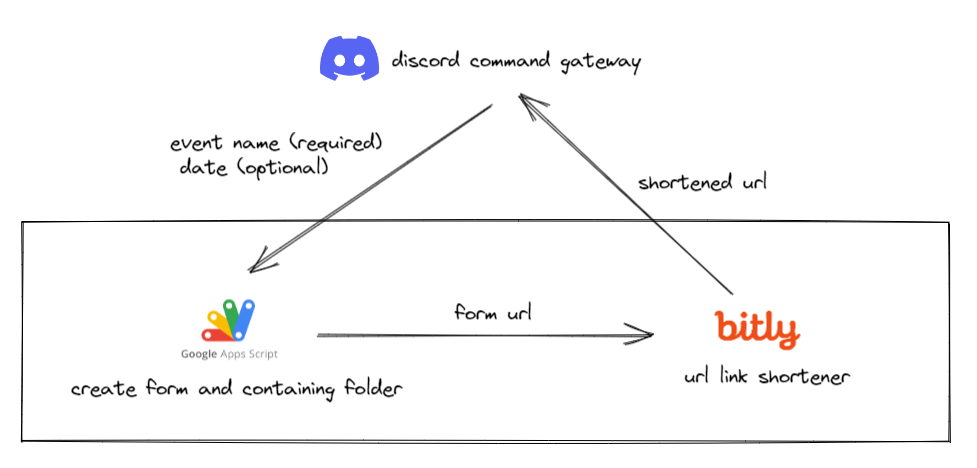 discord command gateway
event name (required)
date (optional)
shortened url
form url
bitly
Google Apps Script
url link shortener
create form and containing folder